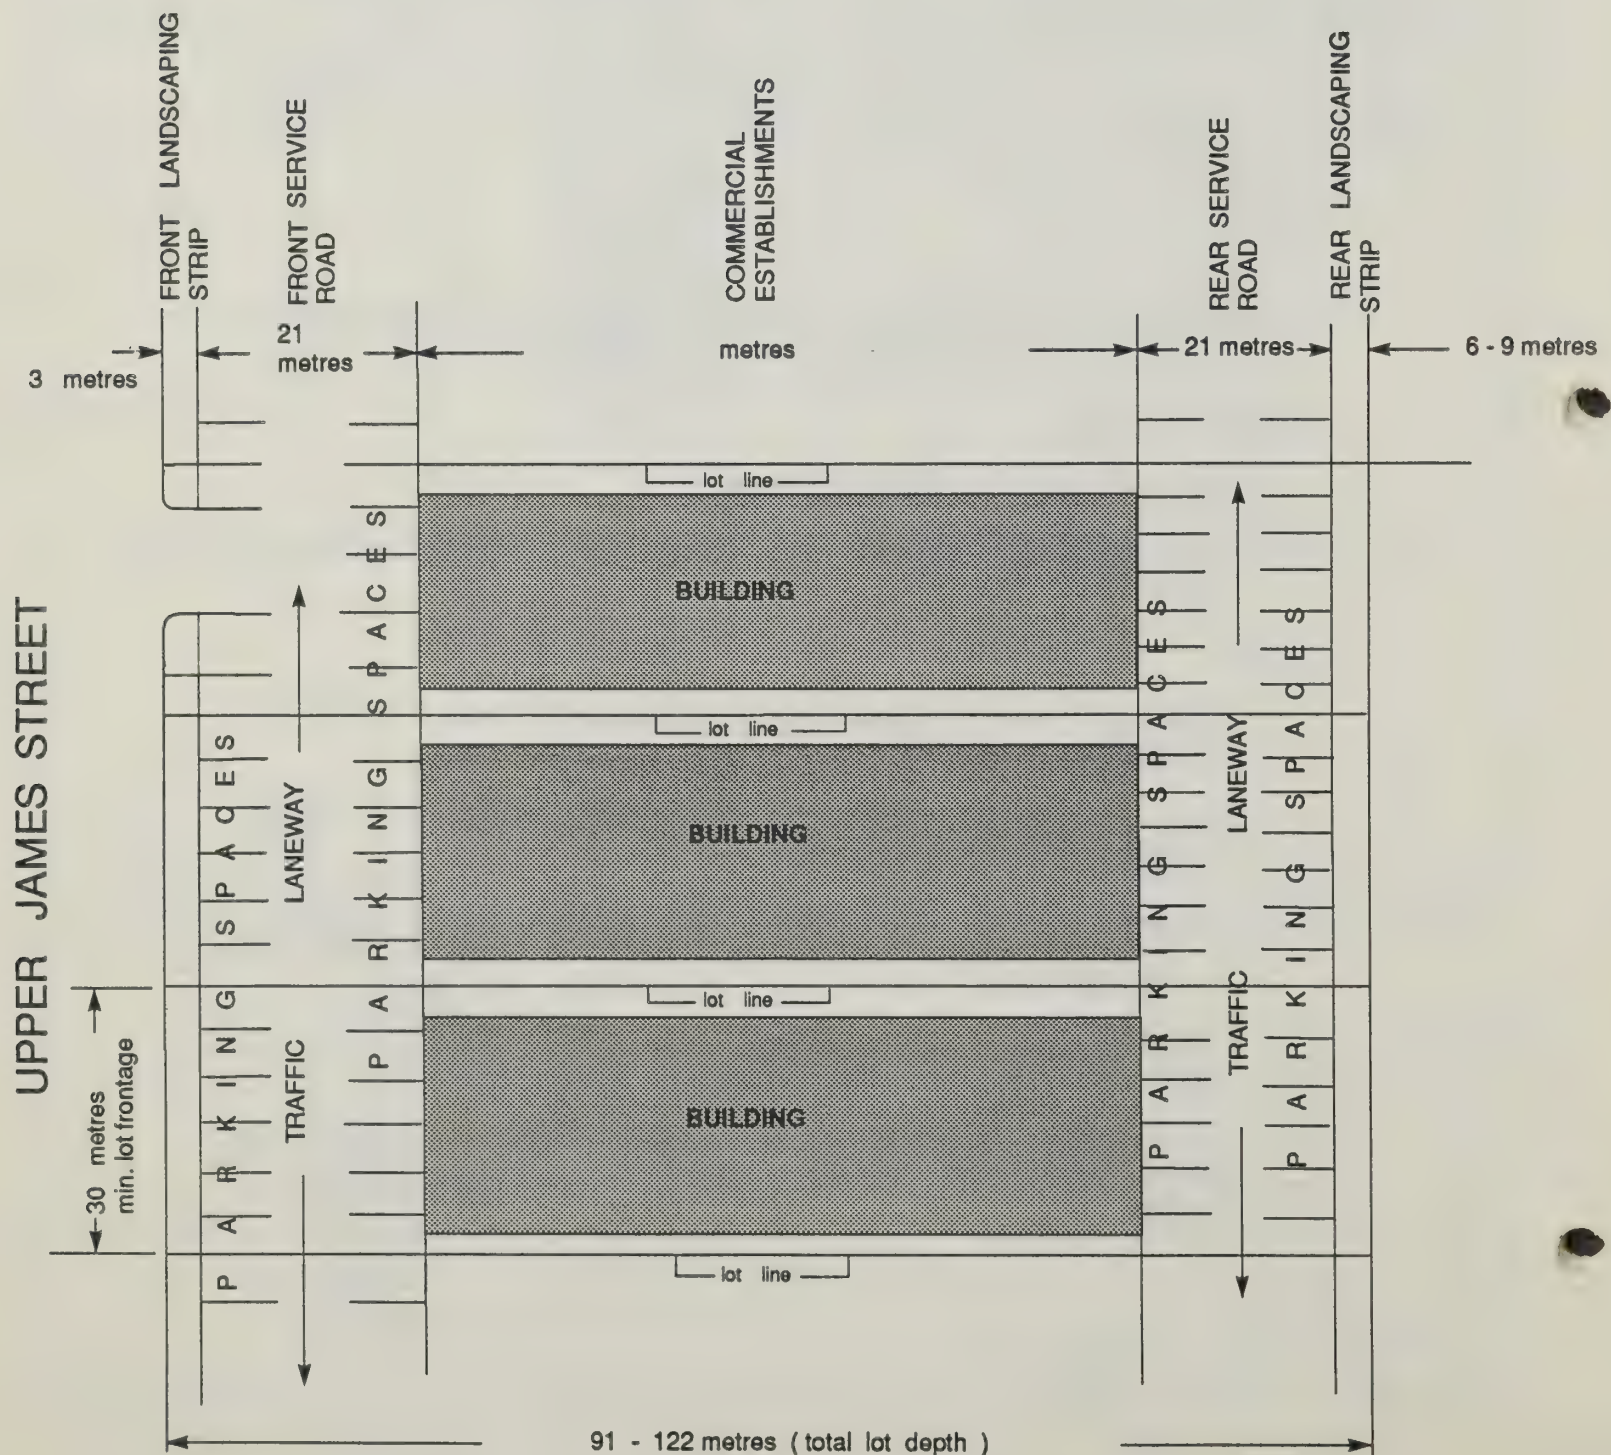 FRONT LANDSCAPING
STRIP
FRONT SERVICE
ROAD
COMMERCIAL
ESTABLISHMENTS
REAR SERVICE
ROAD
REAR LANDSCAPING
STRIP
3 metres
21
metres
metres
21 metres
6 - 9 metres
lot line
BUILDING
lot line
BUILDING
lot line
BUILDING
lot line
UPPER JAMES STREET
30 metres
min. lot frontage
PARKING SPACES
TRAFFIC LANEWAY
PARKING SPACES
PARKING SPACES
TRAFFIC LANEWAY
PARKING SPACES
91 - 122 metres ( total lot depth )